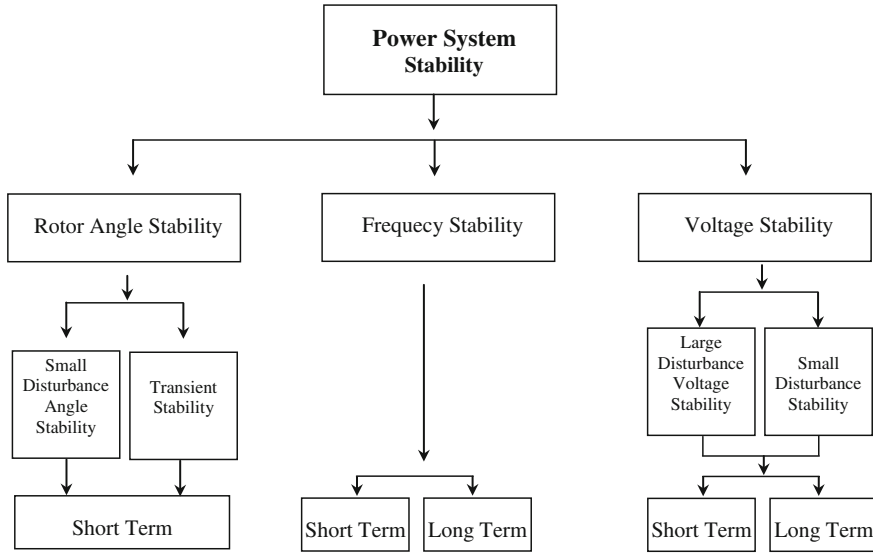 Power System
Stability
Rotor Angle Stability
Frequecy Stability
Voltage Stability
Small
Disturbance
Angle
Stability
Transient
Stability
Large
Disturbance
Voltage
Stability
Small
Disturbance
Stability
Short Term
Short Term
Long Term
Short Term
Long Term